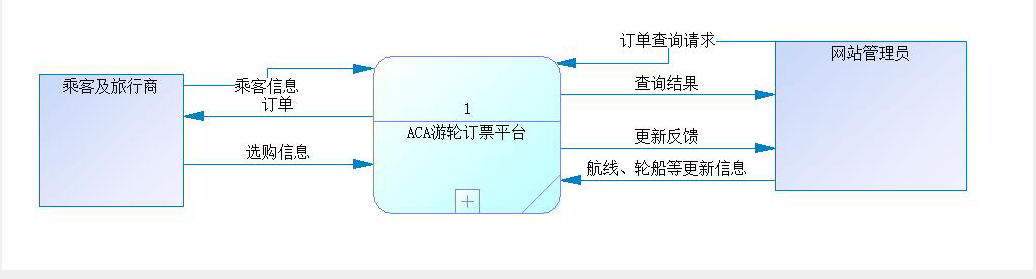 订单查询请求
网站管理员
乘客及旅行商
乘客信息
查询结果
订单
1
ACA游轮订票平台
更新反馈
选购信息
航线、轮船等更新信息